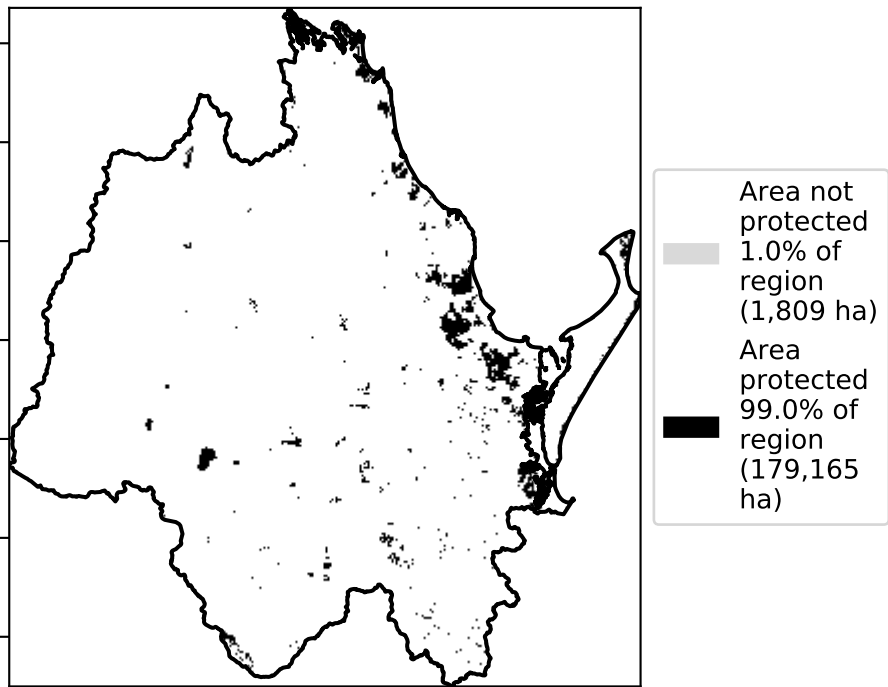 Area not
protected
1.0% of
region
(1,809 ha)
Area
protected
99.0% of
region
(179,165
ha)